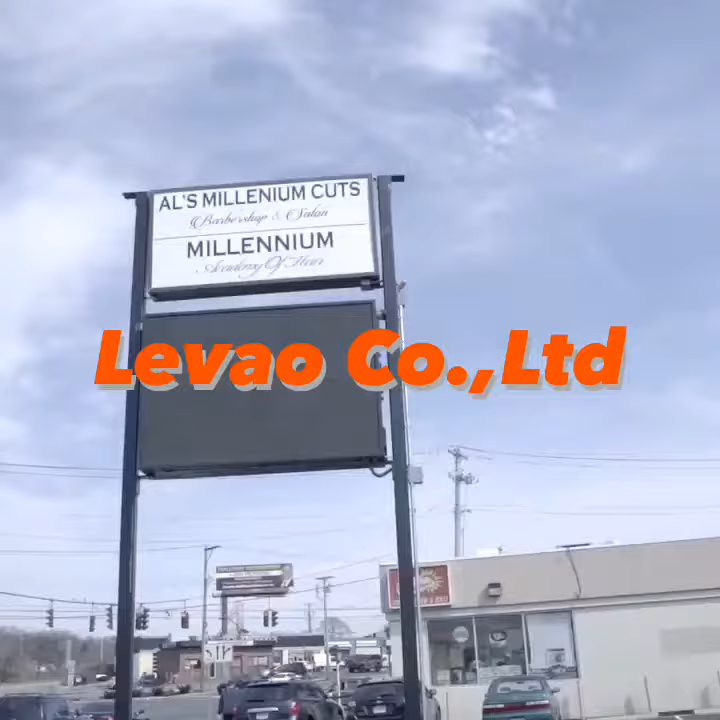 AL'S MILLENIUM CUTS
Barbershop & Salon
MILLENNIUM
Academy Of Hair
Levao Co.,Ltd